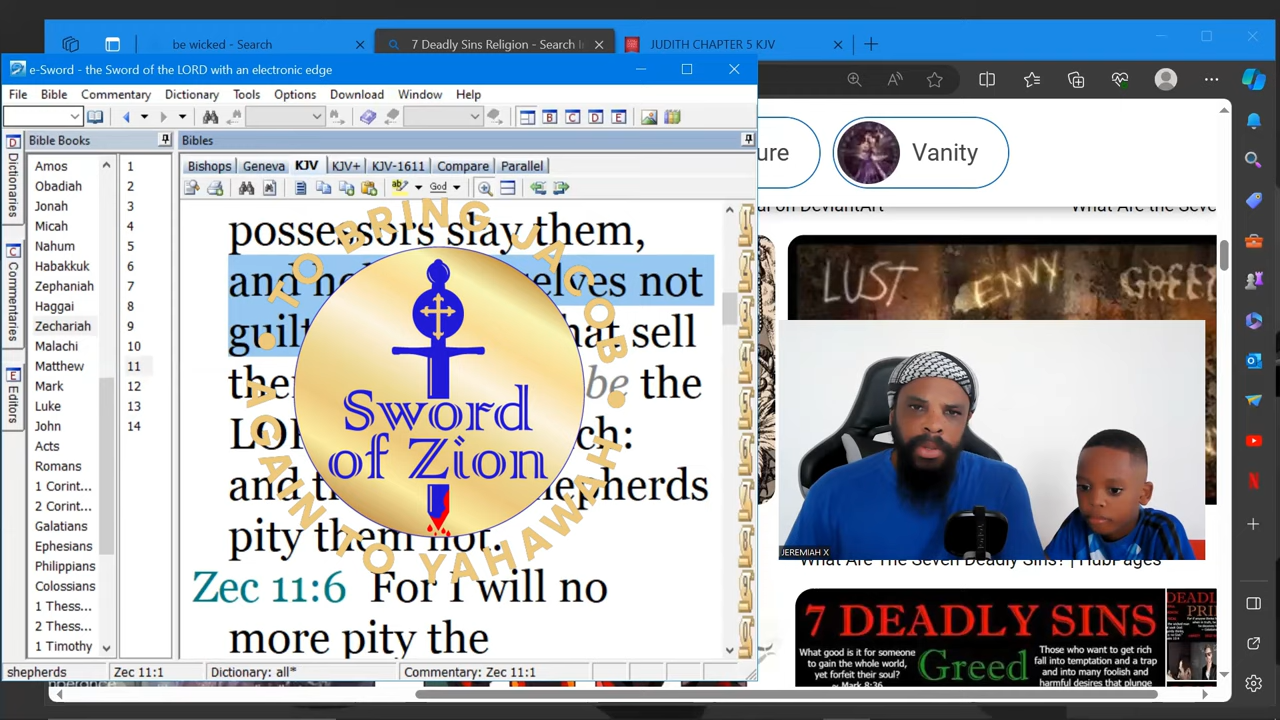 be wicked - Search
7 Deadly Sins Religion - Search
JUDITH CHAPTER 5 KJV
e-Sword - the Sword of the LORD with an electronic edge
File Bible Commentary Dictionary Tools Options Download Window Help
B C D E
Bible Books
Bibles
Bishops Geneva KJV KJV+ KJV-1611 Compare Parallel
God
Dictionaries
Commentaries
Editors
Amos
Obadiah
Jonah
Micah
Nahum
Habakkuk
Zephaniah
Haggai
Zechariah
Malachi
Matthew
Mark
Luke
John
Acts
Romans
1 Corint...
2 Corint...
Galatians
Ephesians
Philippians
Colossians
1 Thess...
2 Thess...
1 Timothy
1
2
3
4
5
6
7
8
9
10
11
12
13
14
possessors slay them,
and elves not
that sell
be the
and shepherds
pity them not.
Zec 11:6 For I will no
more pity the
TO BRING JACOB
AGAIN TO YAHAWAH
Sword
of Zion
shepherds Zec 11:1 Dictionary: all* Commentary: Zec 11:1
ure
Vanity
on DeviantArt
What Are the Seve
LUST ENVY GREE
JEREMIAH X
What Are The Seven Deadly Sins? | HubPages
7 DEADLY SINS
What good is it for someone
to gain the whole world,
yet forfeit their soul?
~ Mark 8:36
Greed
Those who want to get rich
fall into temptation and a trap
and into many foolish and
harmful desires that plunge